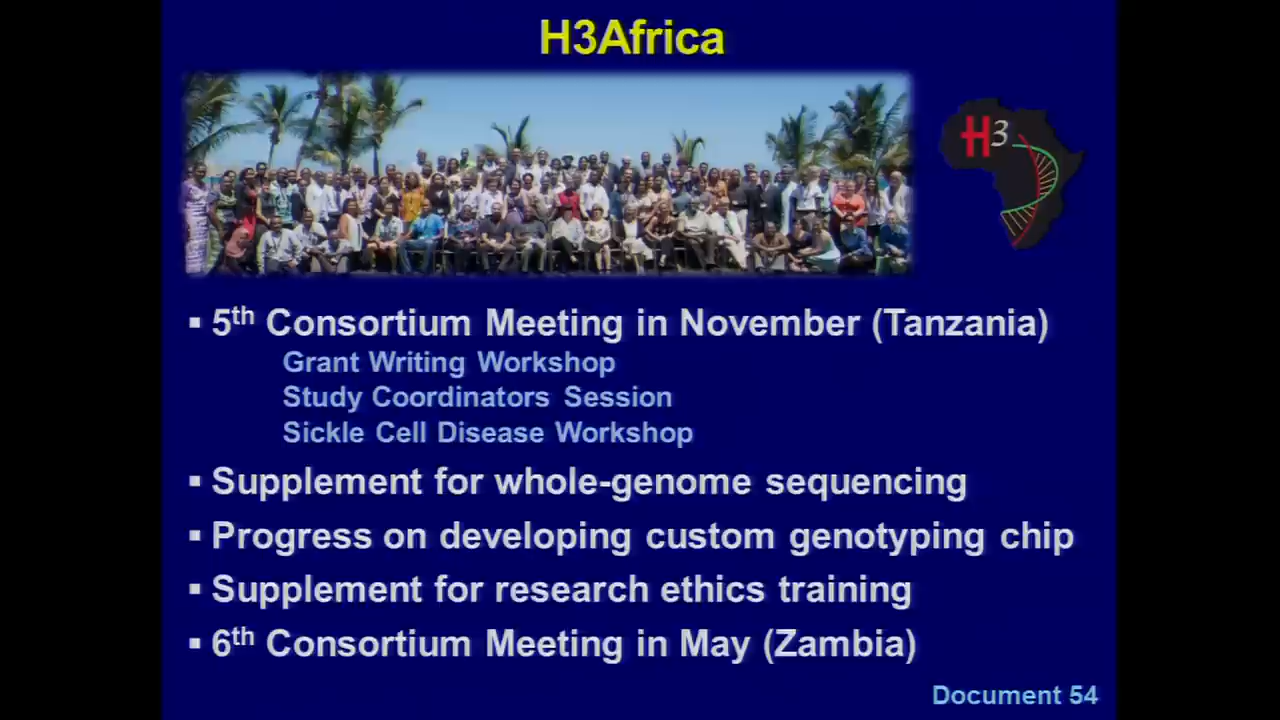 H3Africa
H3
▪ 5th Consortium Meeting in November (Tanzania)
Grant Writing Workshop
Study Coordinators Session
Sickle Cell Disease Workshop
▪ Supplement for whole-genome sequencing
▪ Progress on developing custom genotyping chip
▪ Supplement for research ethics training
▪ 6th Consortium Meeting in May (Zambia)
Document 54